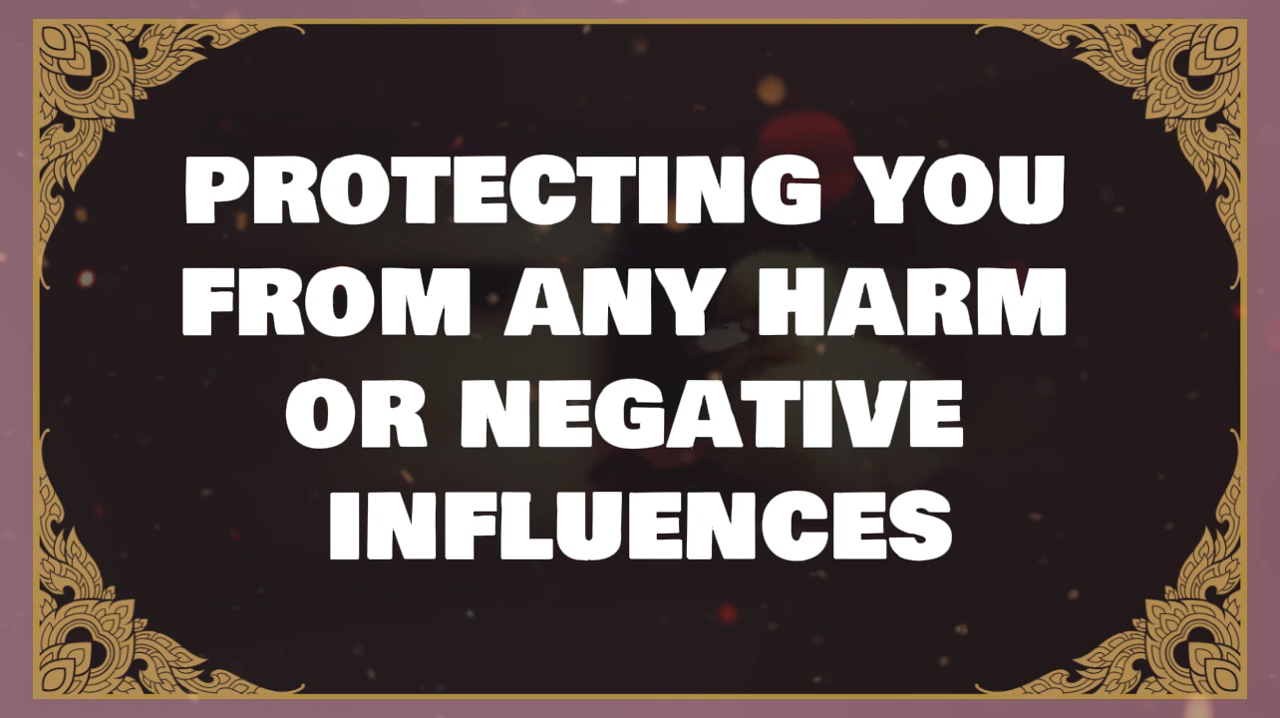 PROTECTING YOU
FROM ANY HARM
OR NEGATIVE
INFLUENCES